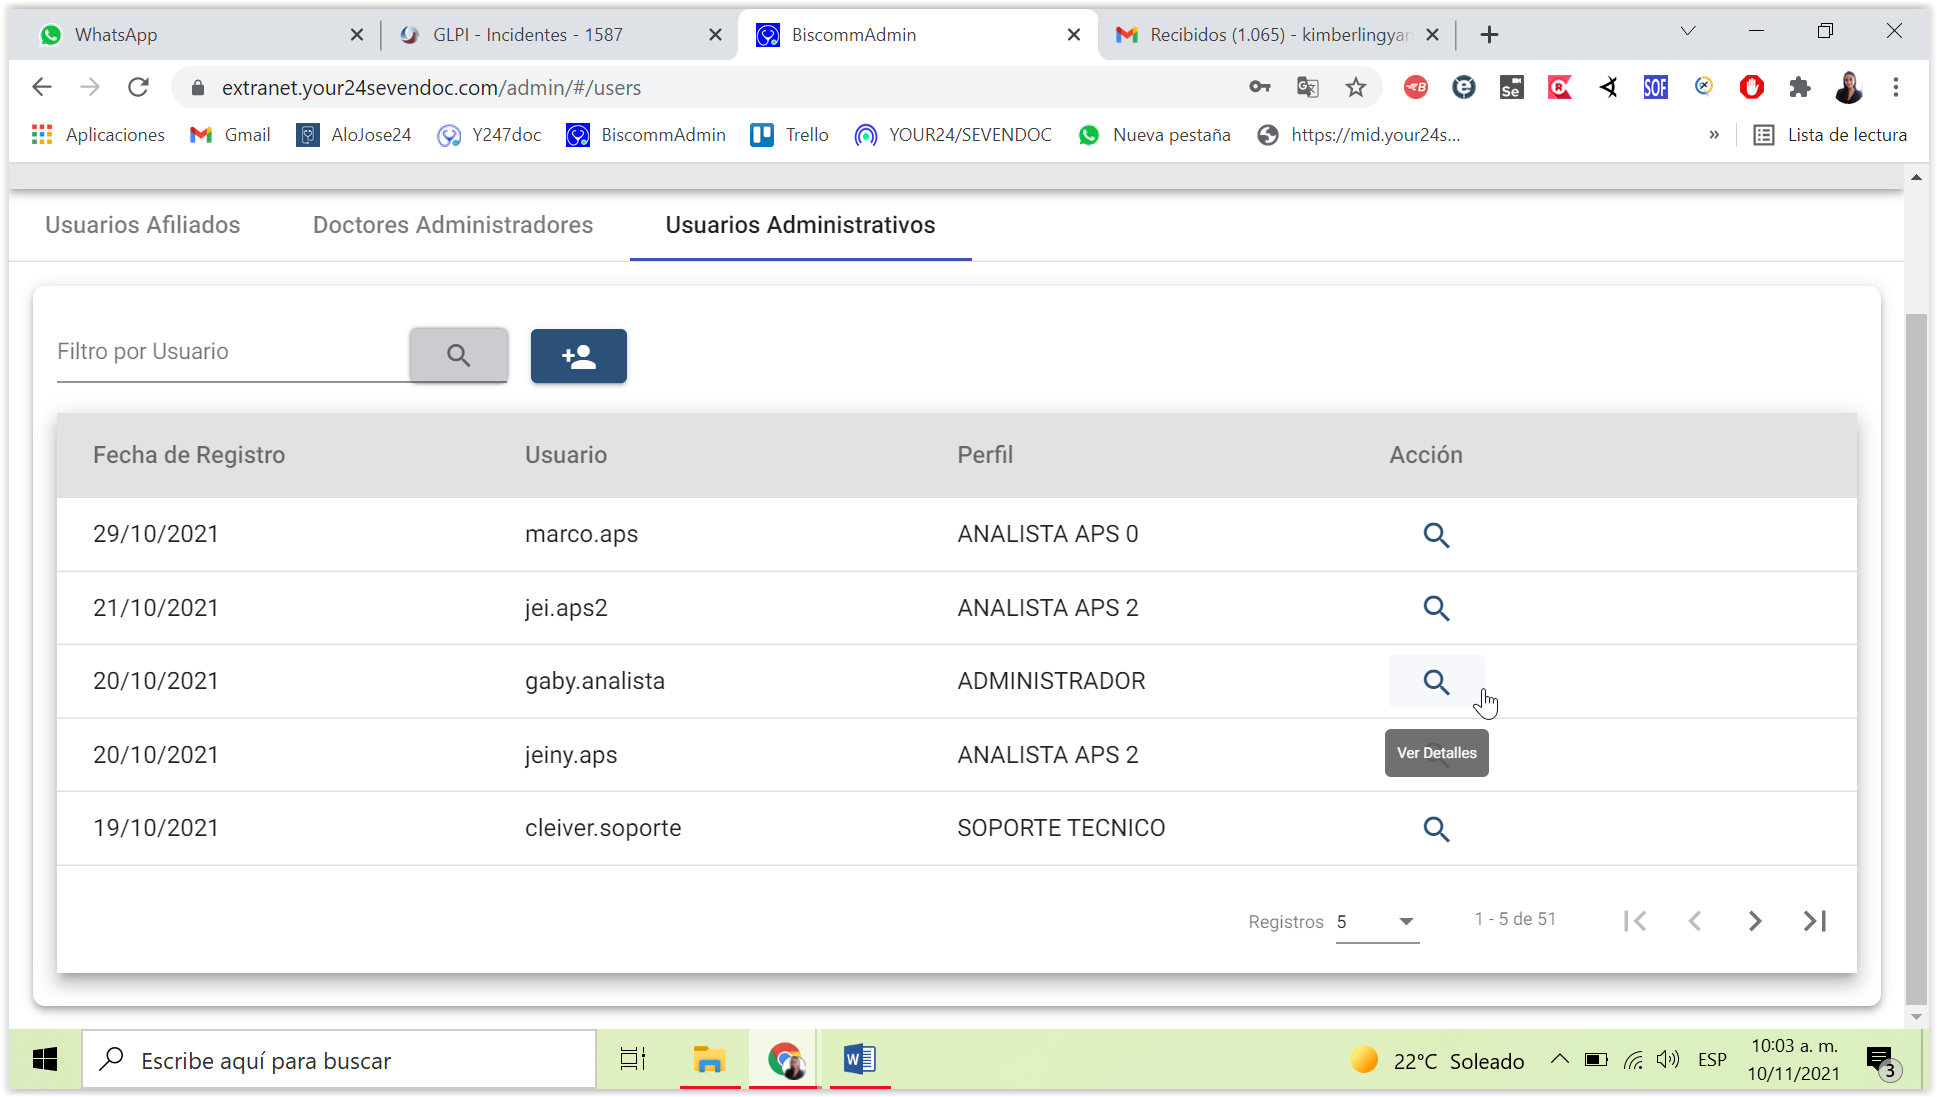 WhatsApp
GLPI - Incidentes - 1587
BiscommAdmin
Recibidos (1.065) - kimberlingyar
extranet.your24sevendoc.com/admin/#/users
Se
SOF
Aplicaciones
Gmail
AloJose24
Y247doc
BiscommAdmin
Trello
YOUR24/SEVENDOC
Nueva pestaña
https://mid.your24s...
»
Lista de lectura
Usuarios Afiliados
Doctores Administradores
Usuarios Administrativos
Filtro por Usuario
Fecha de Registro Usuario Perfil Acción
29/10/2021 marco.aps ANALISTA APS 0
21/10/2021 jei.aps2 ANALISTA APS 2
20/10/2021 gaby.analista ADMINISTRADOR
20/10/2021 jeiny.aps ANALISTA APS 2
Ver Detalles
19/10/2021 cleiver.soporte SOPORTE TECNICO
Registros 5 1 - 5 de 51
Escribe aquí para buscar
22°C Soleado
ESP
10:03 a. m.
10/11/2021
3